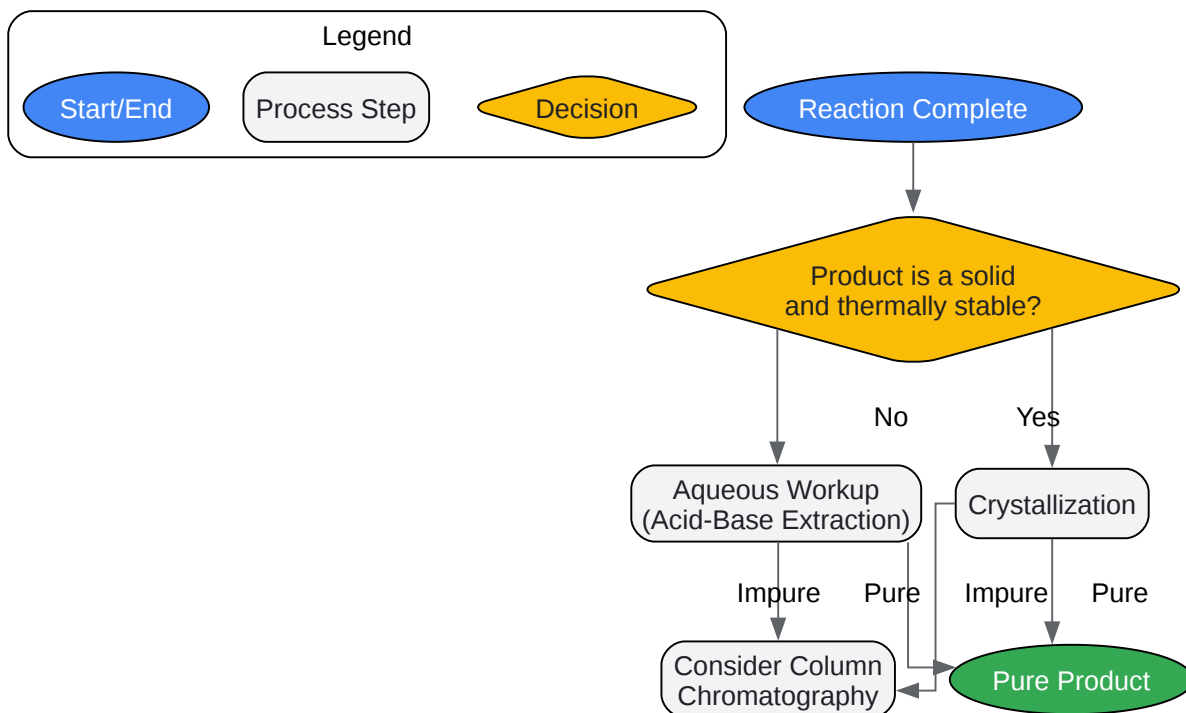 Legend
Start/End
Process Step
Decision
Reaction Complete
Product is a solid
and thermally stable?
No
Yes
Aqueous Workup
(Acid-Base Extraction)
Crystallization
Impure
Pure
Impure
Pure
Consider Column
Chromatography
Pure Product